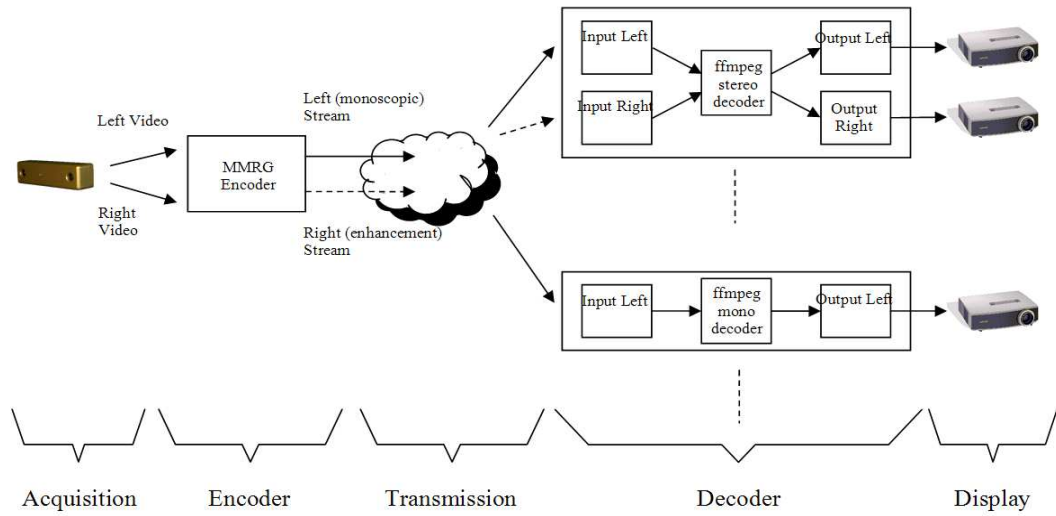 Left Video
Right
Video
MMRG
Encoder
Left (monoscopic)
Stream
Right (enhancement)
Stream
Input Left
Input Right
ffmpeg
stereo
decoder
Output Left
Output
Right
Input Left
ffmpeg
mono
decoder
Output Left
Acquisition
Encoder
Transmission
Decoder
Display